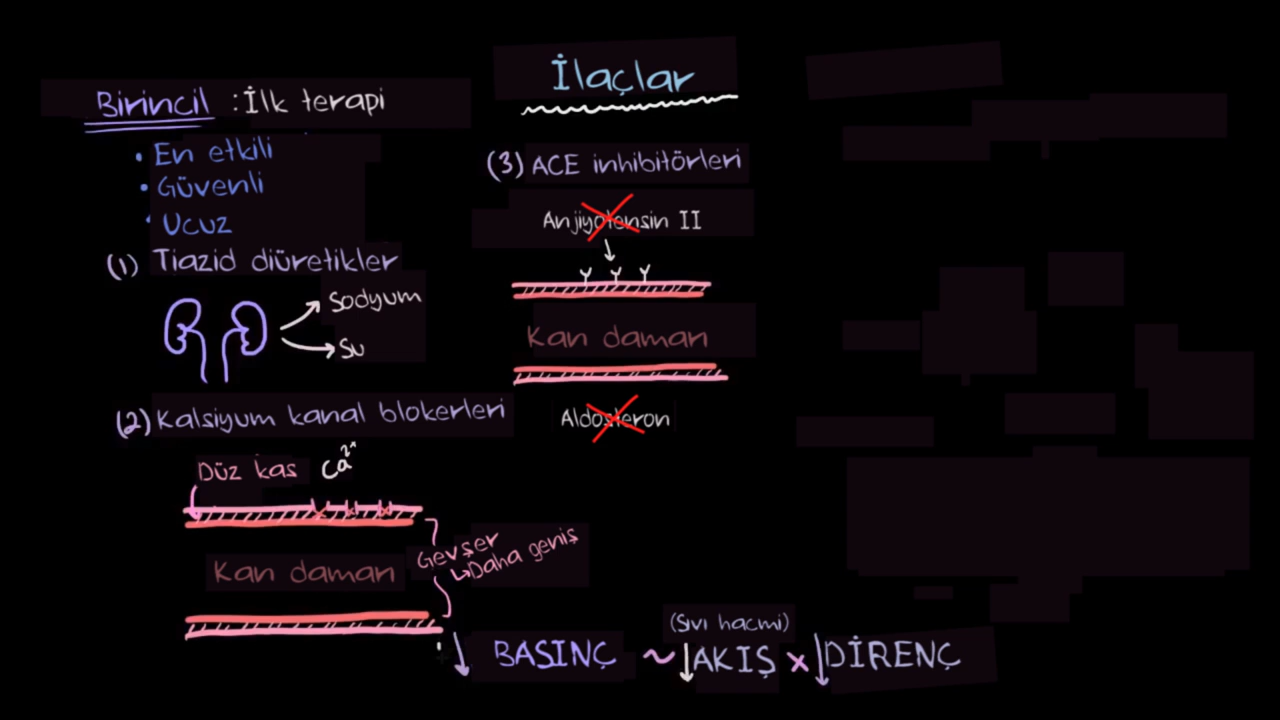 İlaçlar
Birincil : İlk terapi
• En etkili
• Güvenli
• Ucuz
(1) Tiazid diüretikler
Sodyum
Su
(2) Kalsiyum kanal blokerleri
Düz kas
Ca²⁺
Kan damarı
Gevşer
↳Daha geniş
(3) ACE inhibitörleri
Anjiyotensin II
Kan damarı
Aldosteron
(Sıvı hacmi)
↓ BASINÇ ~ ↓AKIŞ x ↓DİRENÇ